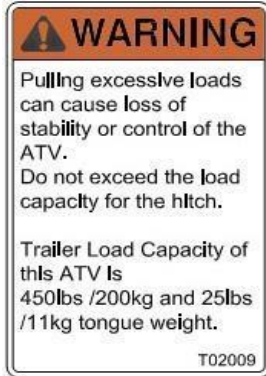 WARNING
Pulling excessive loads
can cause loss of
stability or control of the
ATV.
Do not exceed the load
capacity for the hitch.
Trailer Load Capacity of
this ATV is
450lbs /200kg and 25lbs
/11kg tongue weight.
T02009